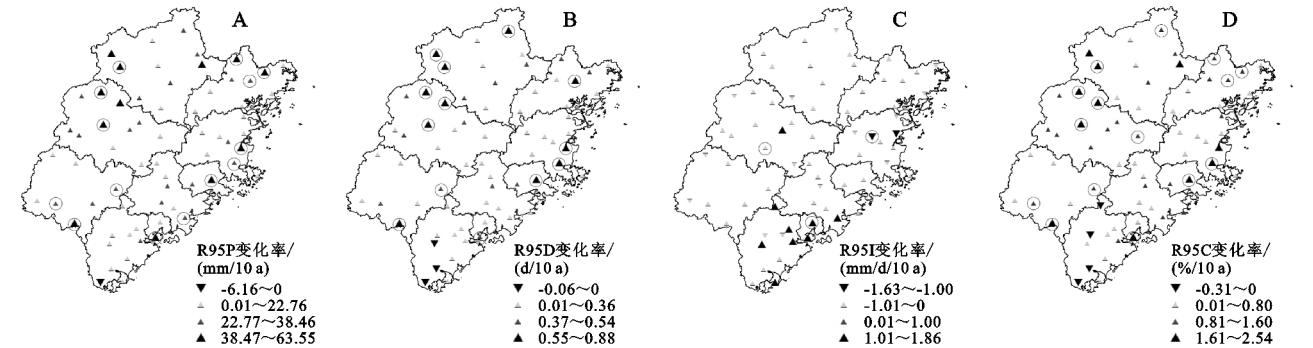 A
R95P变化率/
(mm/10 a)
-6.16～0
0.01～22.76
22.77～38.46
38.47～63.55
B
R95D变化率/
(d/10 a)
-0.06～0
0.01～0.36
0.37～0.54
0.55～0.88
C
R95I变化率/
(mm/d/10 a)
-1.63～-1.00
-1.01～0
0.01～1.00
1.01～1.86
D
R95C变化率/
(%/10 a)
-0.31～0
0.01～0.80
0.81～1.60
1.61～2.54